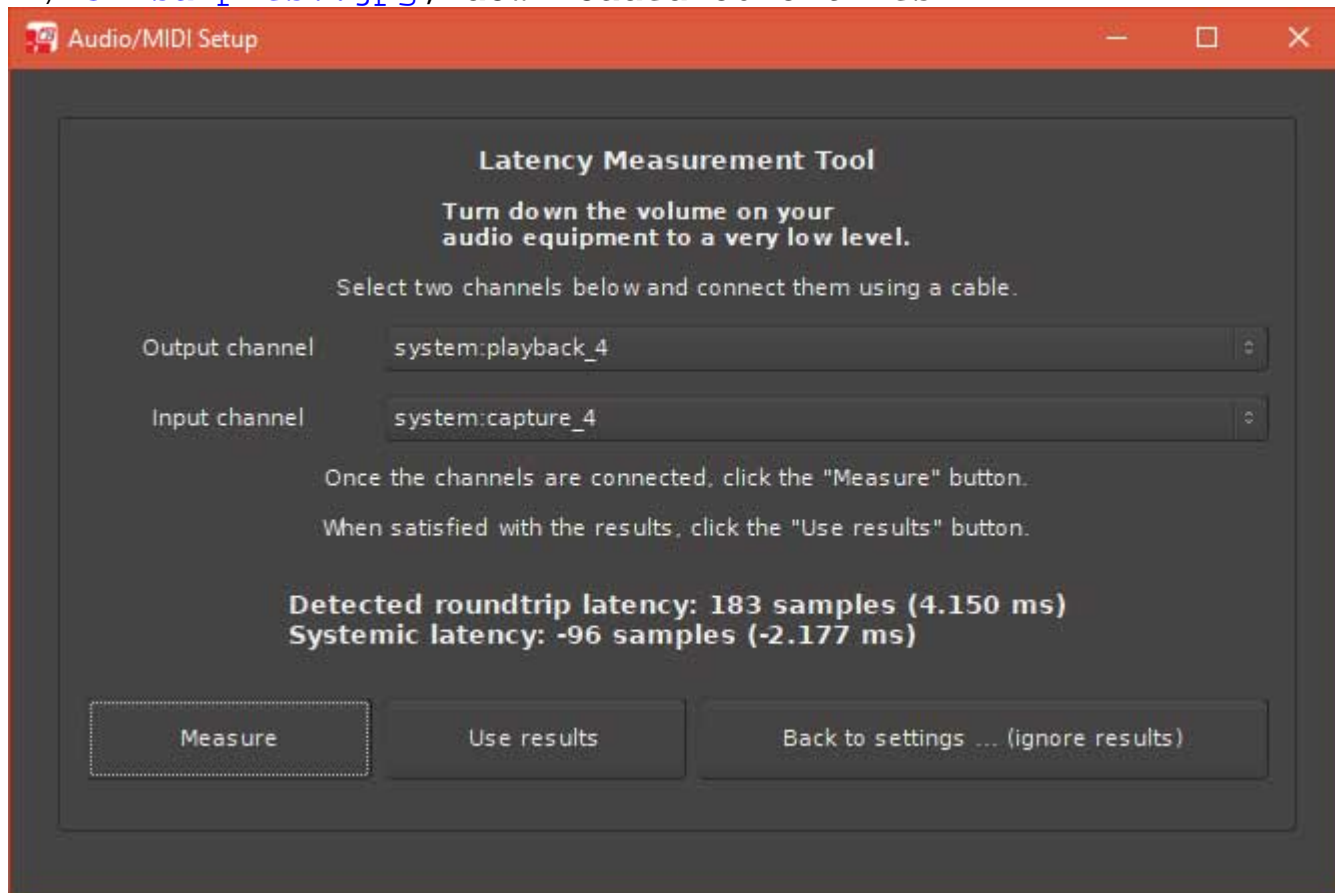 Audio/MIDI Setup
Latency Measurement Tool
Turn down the volume on your
audio equipment to a very low level.
Select two channels below and connect them using a cable.
Output channel system:playback_4
Input channel system:capture_4
Once the channels are connected, click the "Measure" button.
When satisfied with the results, click the "Use results" button.
Detected roundtrip latency: 183 samples (4.150 ms)
Systemic latency: -96 samples (-2.177 ms)
Measure Use results Back to settings ... (ignore results)